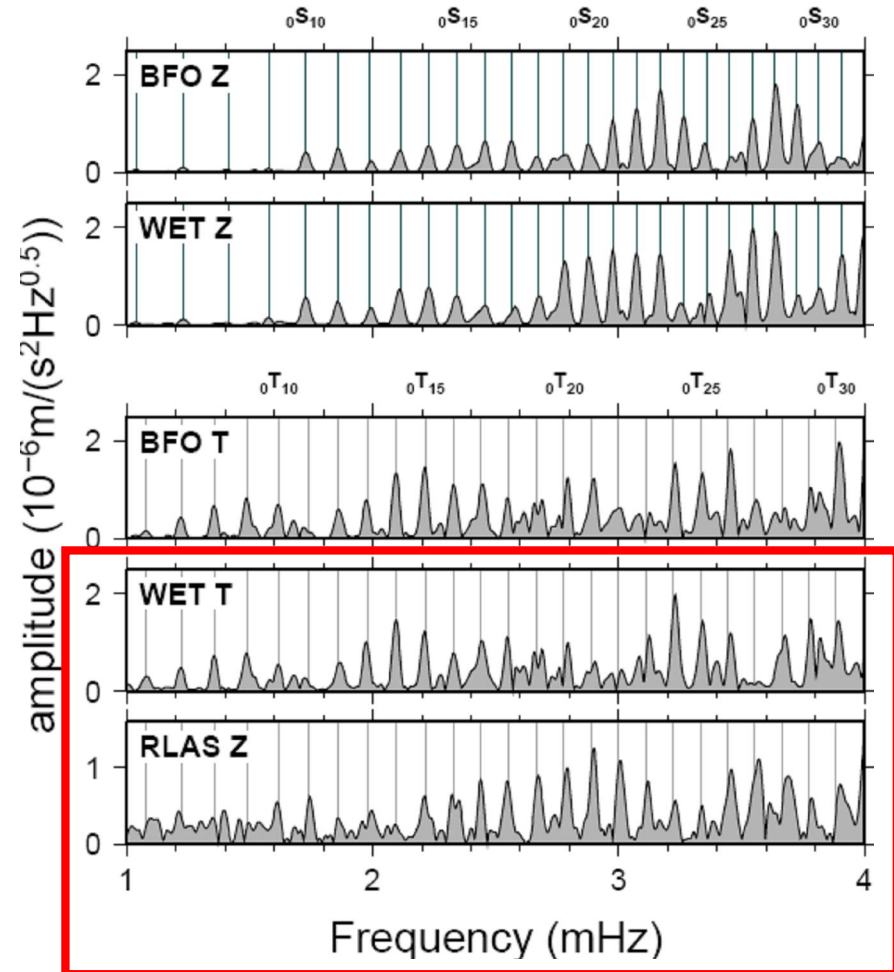 ₀S₁₀ ₀S₁₅ ₀S₂₀ ₀S₂₅ ₀S₃₀
BFO Z
2
0
WET Z
2
0
₀T₁₀ ₀T₁₅ ₀T₂₀ ₀T₂₅ ₀T₃₀
BFO T
2
0
WET T
2
0
RLAS Z
1
0
1 2 3 4
Frequency (mHz)
amplitude (10⁻⁶m/(s²Hz⁰·⁵))